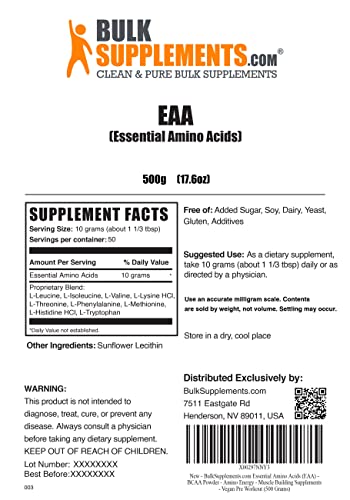 BULK
SUPPLEMENTS.COM®
CLEAN & PURE BULK SUPPLEMENTS
EAA
(Essential Amino Acids)
500g (17.6oz)
SUPPLEMENT FACTS
Serving Size: 10 grams (about 1 1/3 tbsp)
Servings per container: 50
Amount Per Serving % Daily Value
Essential Amino Acids 10 grams *
Proprietary Blend:
L-Leucine, L-Isoleucine, L-Valine, L-Lysine HCl,
L-Threonine, L-Phenylalanine, L-Methionine,
L-Histidine HCl, L-Tryptophan
*Daily Value not established.
Other Ingredients: Sunflower Lecithin
Free of: Added Sugar, Soy, Dairy, Yeast,
Gluten, Additives
Suggested Use: As a dietary supplement,
take 10 grams (about 1 1/3 tbsp) daily or as
directed by a physician.
Use an accurate milligram scale. Contents
are sold by weight, not volume. Settling may occur.
Store in a dry, cool place
WARNING:
This product is not intended to
diagnose, treat, cure, or prevent any
disease. Always consult a physician
before taking any dietary supplement.
KEEP OUT OF REACH OF CHILDREN.
Lot Number: XXXXXXXX
Best Before:XXXXXXXX
003
Distributed Exclusively by:
BulkSupplements.com
7511 Eastgate Rd
Henderson, NV 89011, USA
X00297NNY3
New - BulkSupplements.com Essential Amino Acids (EAA) -
BCAA Powder - Amino Energy - Muscle Building Supplements
- Vegan Pre Workout (500 Grams)